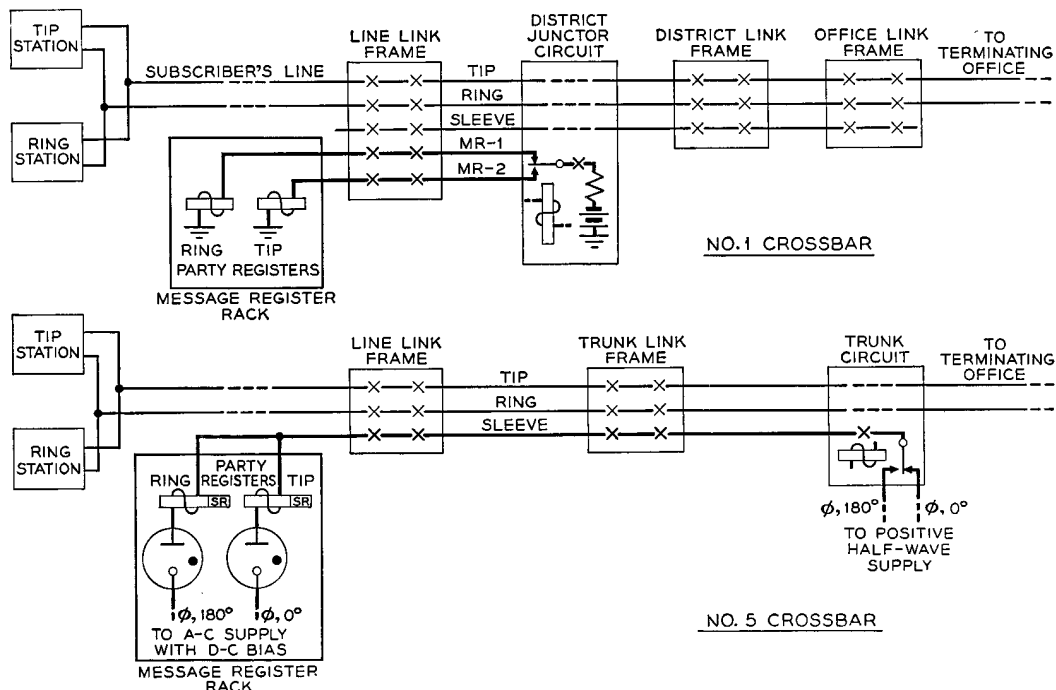 TIP
STATION
SUBSCRIBER'S LINE
RING
STATION
LINE LINK
FRAME
TIP
RING
SLEEVE
MR-1
MR-2
DISTRICT
JUNCTOR
CIRCUIT
DISTRICT LINK
FRAME
OFFICE LINK
FRAME
TO
TERMINATING
OFFICE
RING TIP
PARTY REGISTERS
MESSAGE REGISTER
RACK
NO.1 CROSSBAR
TIP
STATION
RING
STATION
LINE LINK
FRAME
TIP
RING
SLEEVE
TRUNK LINK
FRAME
TRUNK
CIRCUIT
TO
TERMINATING
OFFICE
PARTY
RING REGISTERS TIP
SR SR
ø,180° ø,0°
TO A-C SUPPLY
WITH D-C BIAS
MESSAGE REGISTER
RACK
ø,180° ø,0°
TO POSITIVE
HALF-WAVE
SUPPLY
NO. 5 CROSSBAR